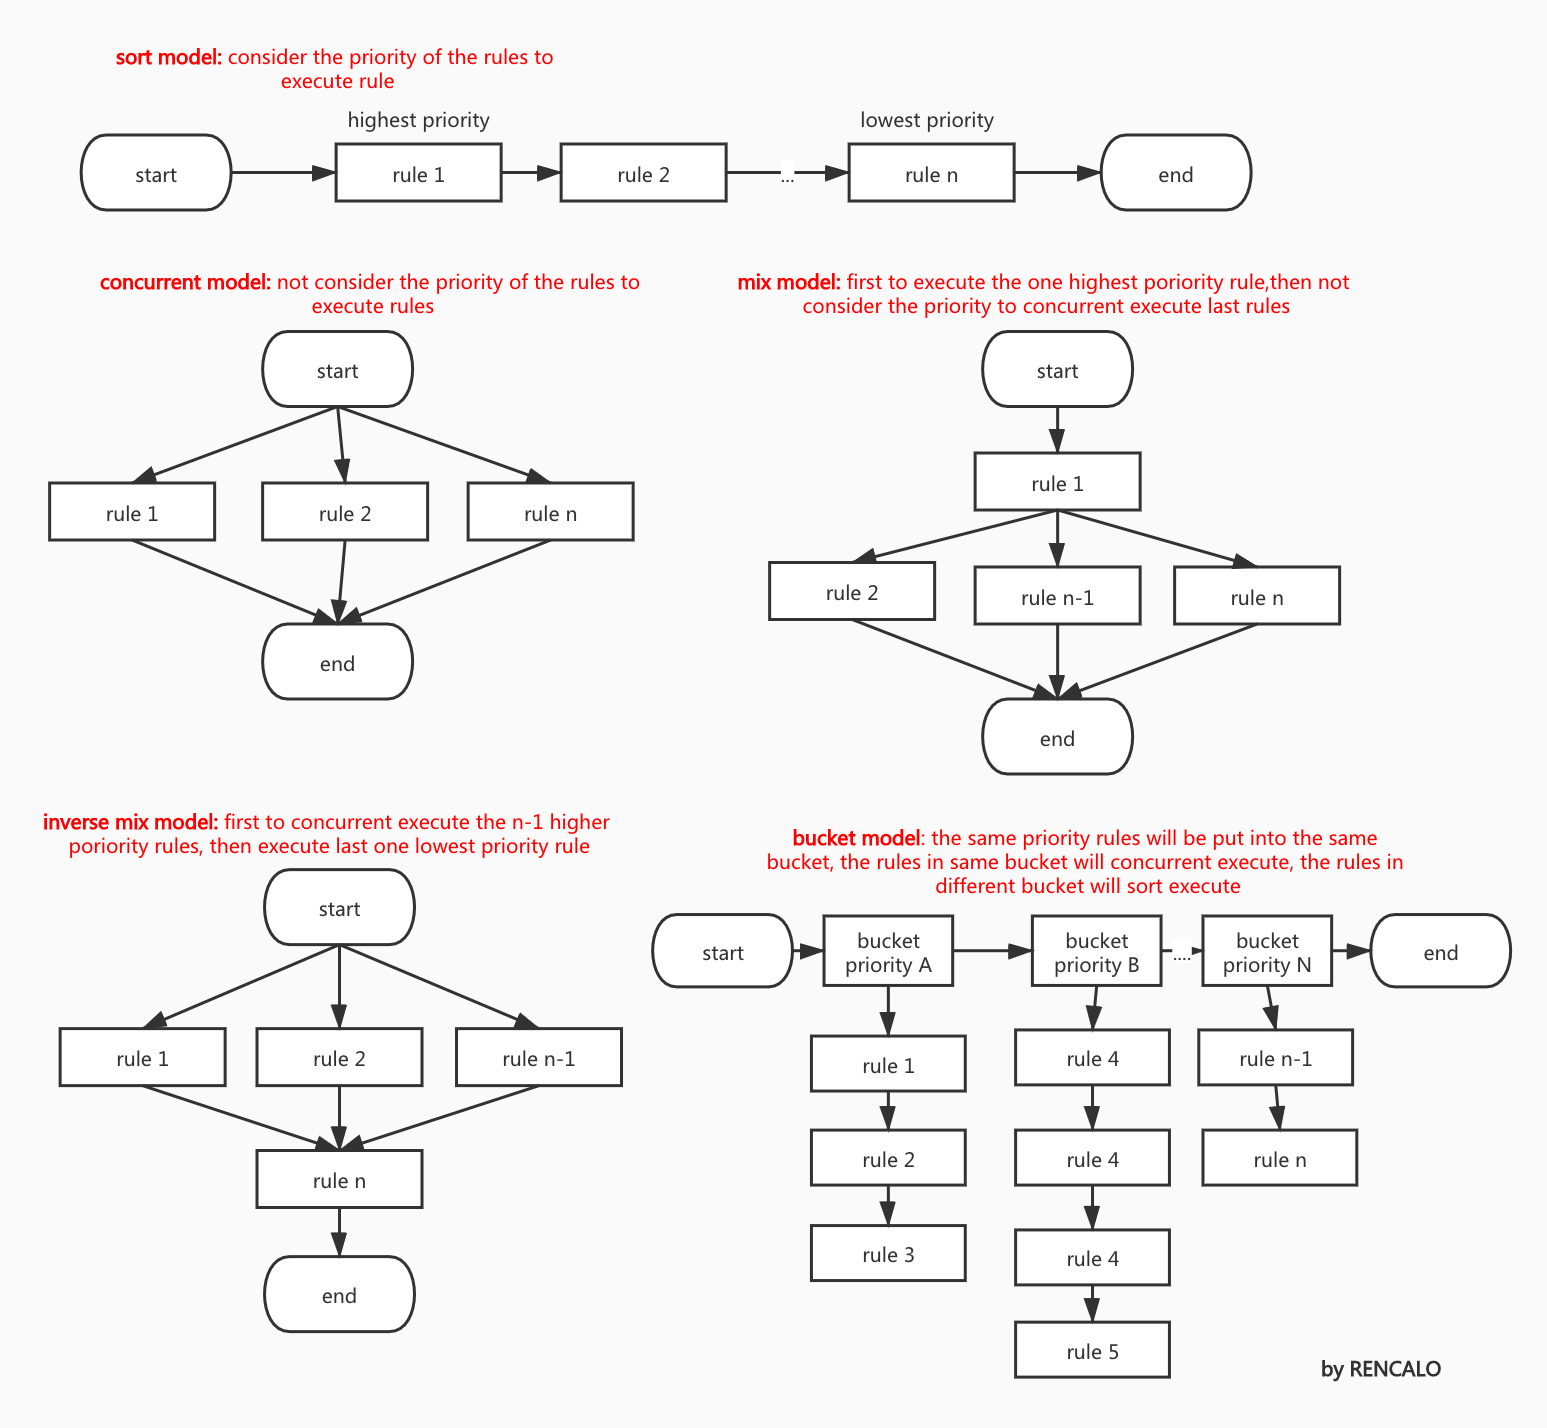 sort model: consider the priority of the rules to
execute rule
highest priority
lowest priority
start
rule 1
rule 2
...
rule n
end
concurrent model: not consider the priority of the rules to
execute rules
start
rule 1
rule 2
rule n
end
mix model: first to execute the one highest poriority rule,then not
consider the priority to concurrent execute last rules
start
rule 1
rule 2
rule n-1
rule n
end
inverse mix model: first to concurrent execute the n-1 higher
poriority rules, then execute last one lowest priority rule
start
rule 1
rule 2
rule n-1
rule n
end
bucket model: the same priority rules will be put into the same
bucket, the rules in same bucket will concurrent execute, the rules in
different bucket will sort execute
start
bucket
priority A
bucket
priority B
....
bucket
priority N
end
rule 1
rule 2
rule 3
rule 4
rule 4
rule 4
rule 5
rule n-1
rule n
by RENCALO